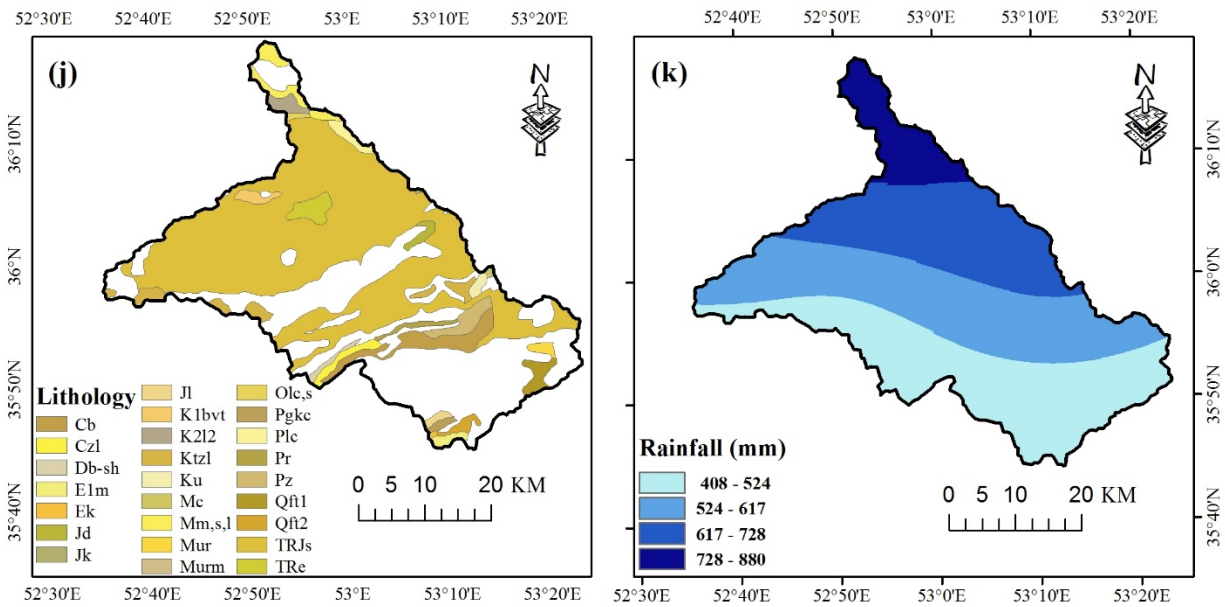 52°30'E 52°40'E 52°50'E 53°E 53°10'E 53°20'E
(j)
N
36°10'N
36°N
35°50'N
35°40'N
Lithology
Cb
Czl
Db-sh
E1m
Ek
Jd
Jk
Jl
K1bvt
K2l2
Ktzl
Ku
Mc
Mm,s,l
Mur
Murm
Olc,s
Pgkc
Plc
Pr
Pz
Qft1
Qft2
TRJs
TRe
0 5 10 20 KM
52°30'E 52°40'E 52°50'E 53°E 53°10'E 53°20'E
52°40'E 52°50'E 53°0'E 53°10'E 53°20'E
(k)
N
36°10'N
36°0'N
35°50'N
35°40'N
Rainfall (mm)
408 - 524
524 - 617
617 - 728
728 - 880
0 5 10 20 KM
52°30'E 52°40'E 52°50'E 53°0'E 53°10'E 53°20'E